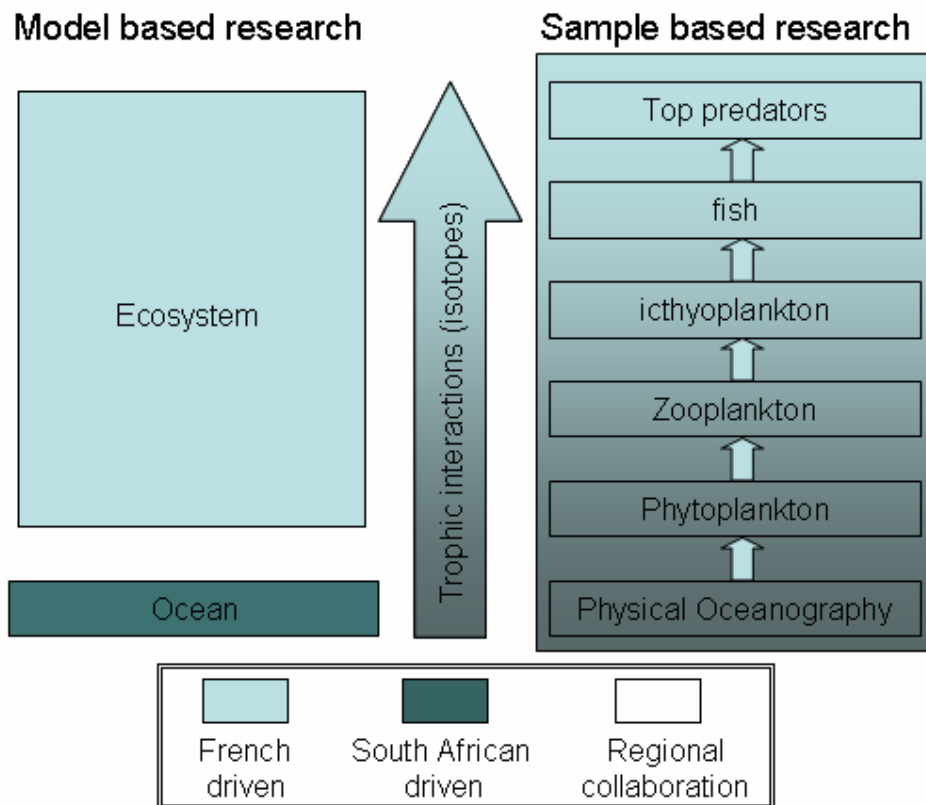 Model based research
Sample based research
Ecosystem
Ocean
Trophic interactions (isotopes)
Top predators
fish
icthyoplankton
Zooplankton
Phytoplankton
Physical Oceanography
French
driven
South African
driven
Regional
collaboration